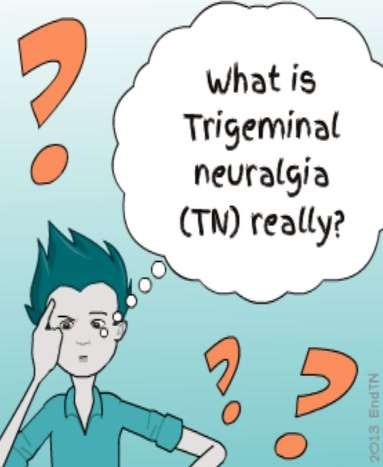 ?
What is
Trigeminal
neuralgia
(TN) really?
?
?
2013 EndTN